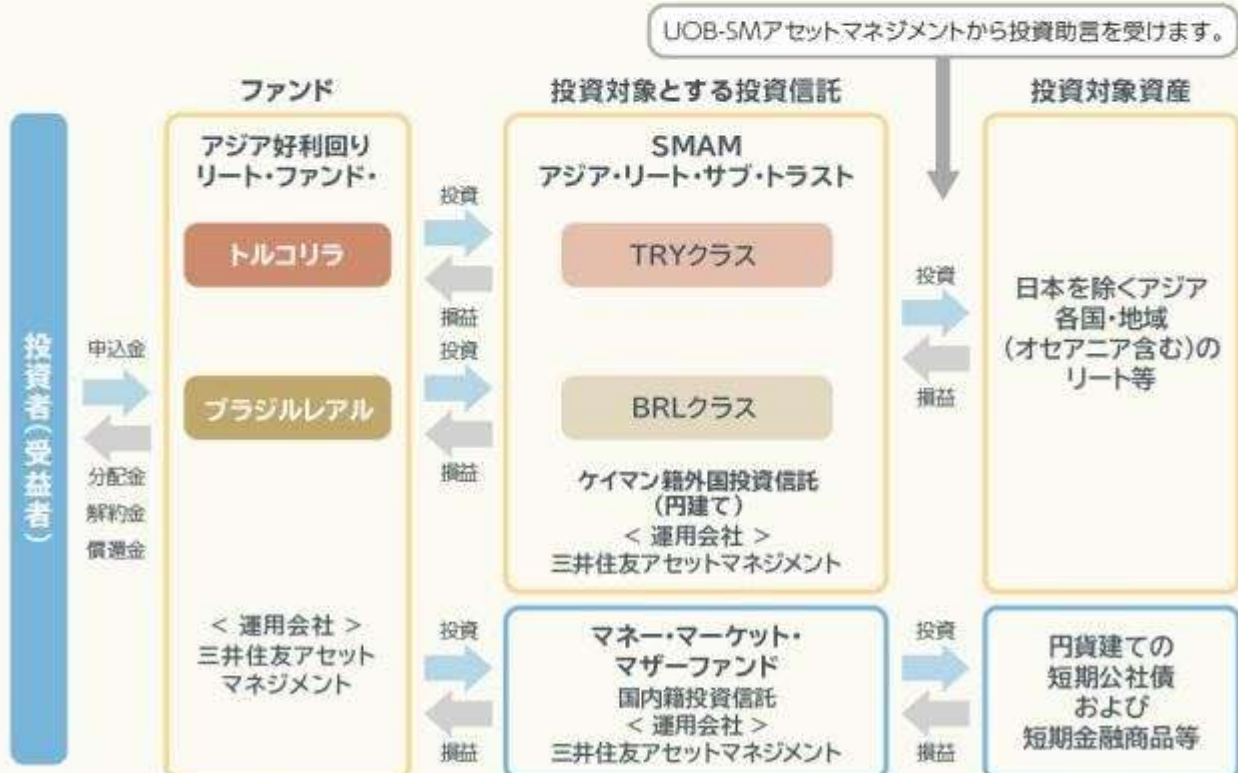 UOB-SMアセットマネジメントから投資助言を受けます。
ファンド
投資対象とする投資信託
投資対象資産
投資者(受益者)
申込金
分配金
解約金
償還金
アジア好利回り
リート・ファンド・
トルコリラ
ブラジルレアル
< 運用会社 >
三井住友アセット
マネジメント
投資
損益
投資
損益
投資
損益
SMAM
アジア・リート・サブ・トラスト
TRYクラス
BRLクラス
ケイマン籍外国投資信託
(円建て)
< 運用会社 >
三井住友アセットマネジメント
マネー・マーケット・
マザーファンド
国内籍投資信託
< 運用会社 >
三井住友アセットマネジメント
投資
損益
投資
損益
日本を除くアジア
各国・地域
(オセアニア含む)の
リート等
円貨建ての
短期公社債
および
短期金融商品等